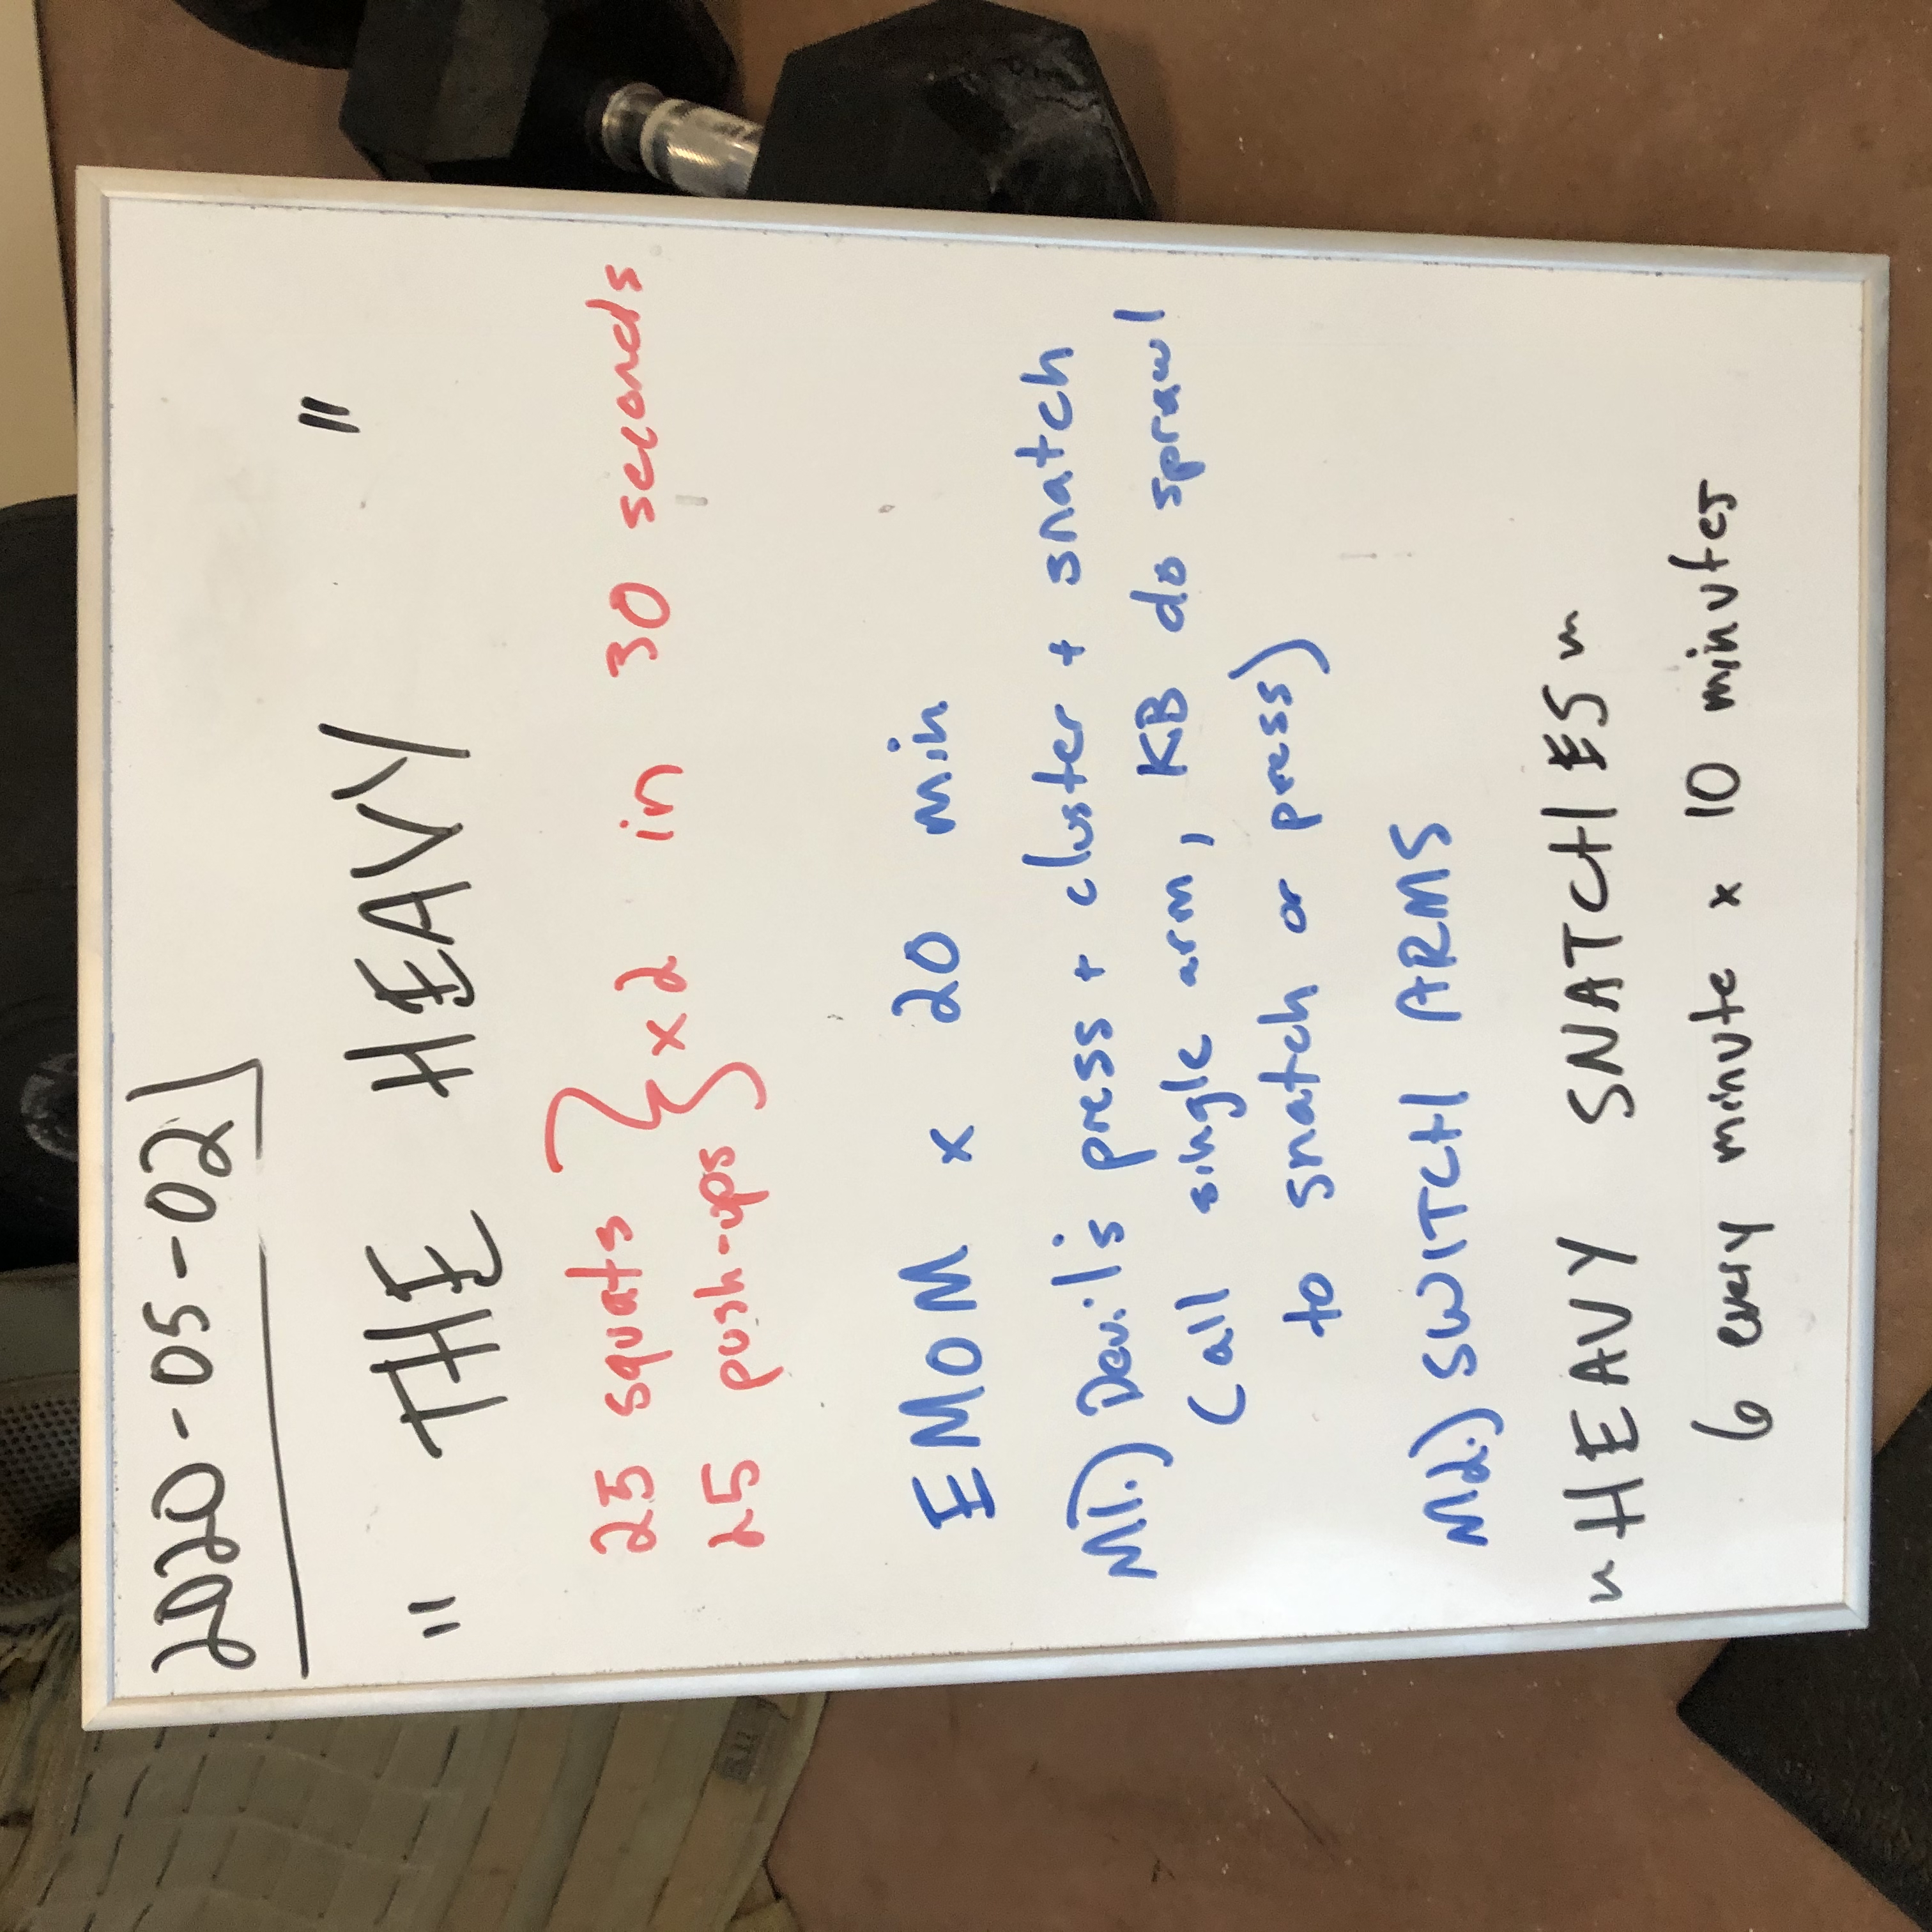 2020-05-02
" THE HEAVY "
25 squats
25 push-ups } x2 in 30 seconds
EMOM x 20 min
M1.) Devil's press + cluster + snatch
(all single arm, KB do sprawl
to snatch or press)
M2.) SWITCH ARMS
"HEAVY SNATCHES"
6 every minute x 10 minutes